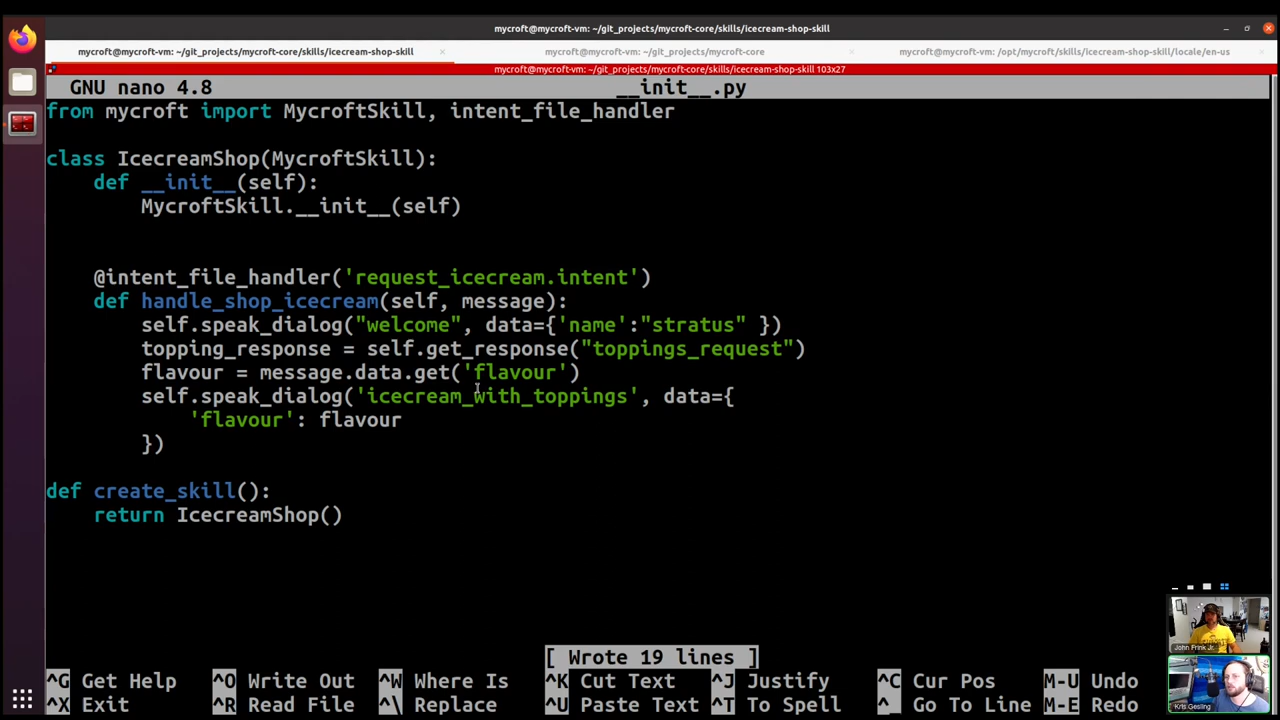 mycroft@mycroft-vm: ~/git_projects/mycroft-core/skills/icecream-shop-skill
mycroft@mycroft-vm: ~/git_projects/mycroft-core/skills/icecream-shop-skill
mycroft@mycroft-vm: ~/git_projects/mycroft-core
mycroft@mycroft-vm: /opt/mycroft/skills/icecream-shop-skill/locale/en-us
mycroft@mycroft-vm: ~/git_projects/mycroft-core/skills/icecream-shop-skill 103x27
GNU nano 4.8 __init__.py
from mycroft import MycroftSkill, intent_file_handler
class IcecreamShop(MycroftSkill):
def __init__(self):
MycroftSkill.__init__(self)
@intent_file_handler('request_icecream.intent')
def handle_shop_icecream(self, message):
self.speak_dialog("welcome", data={'name':"stratus" })
topping_response = self.get_response("toppings_request")
flavour = message.data.get('flavour')
self.speak_dialog('icecream_with_toppings', data={
'flavour': flavour
})
def create_skill():
return IcecreamShop()
[ Wrote 19 lines ]
^G Get Help ^O Write Out ^W Where Is ^K Cut Text ^J Justify ^C Cur Pos M-U Undo
^X Exit ^R Read File ^\ Replace ^U Paste Text ^T To Spell ^_ Go To Line M-E Redo
John Frink Jr.
Kris Gesling